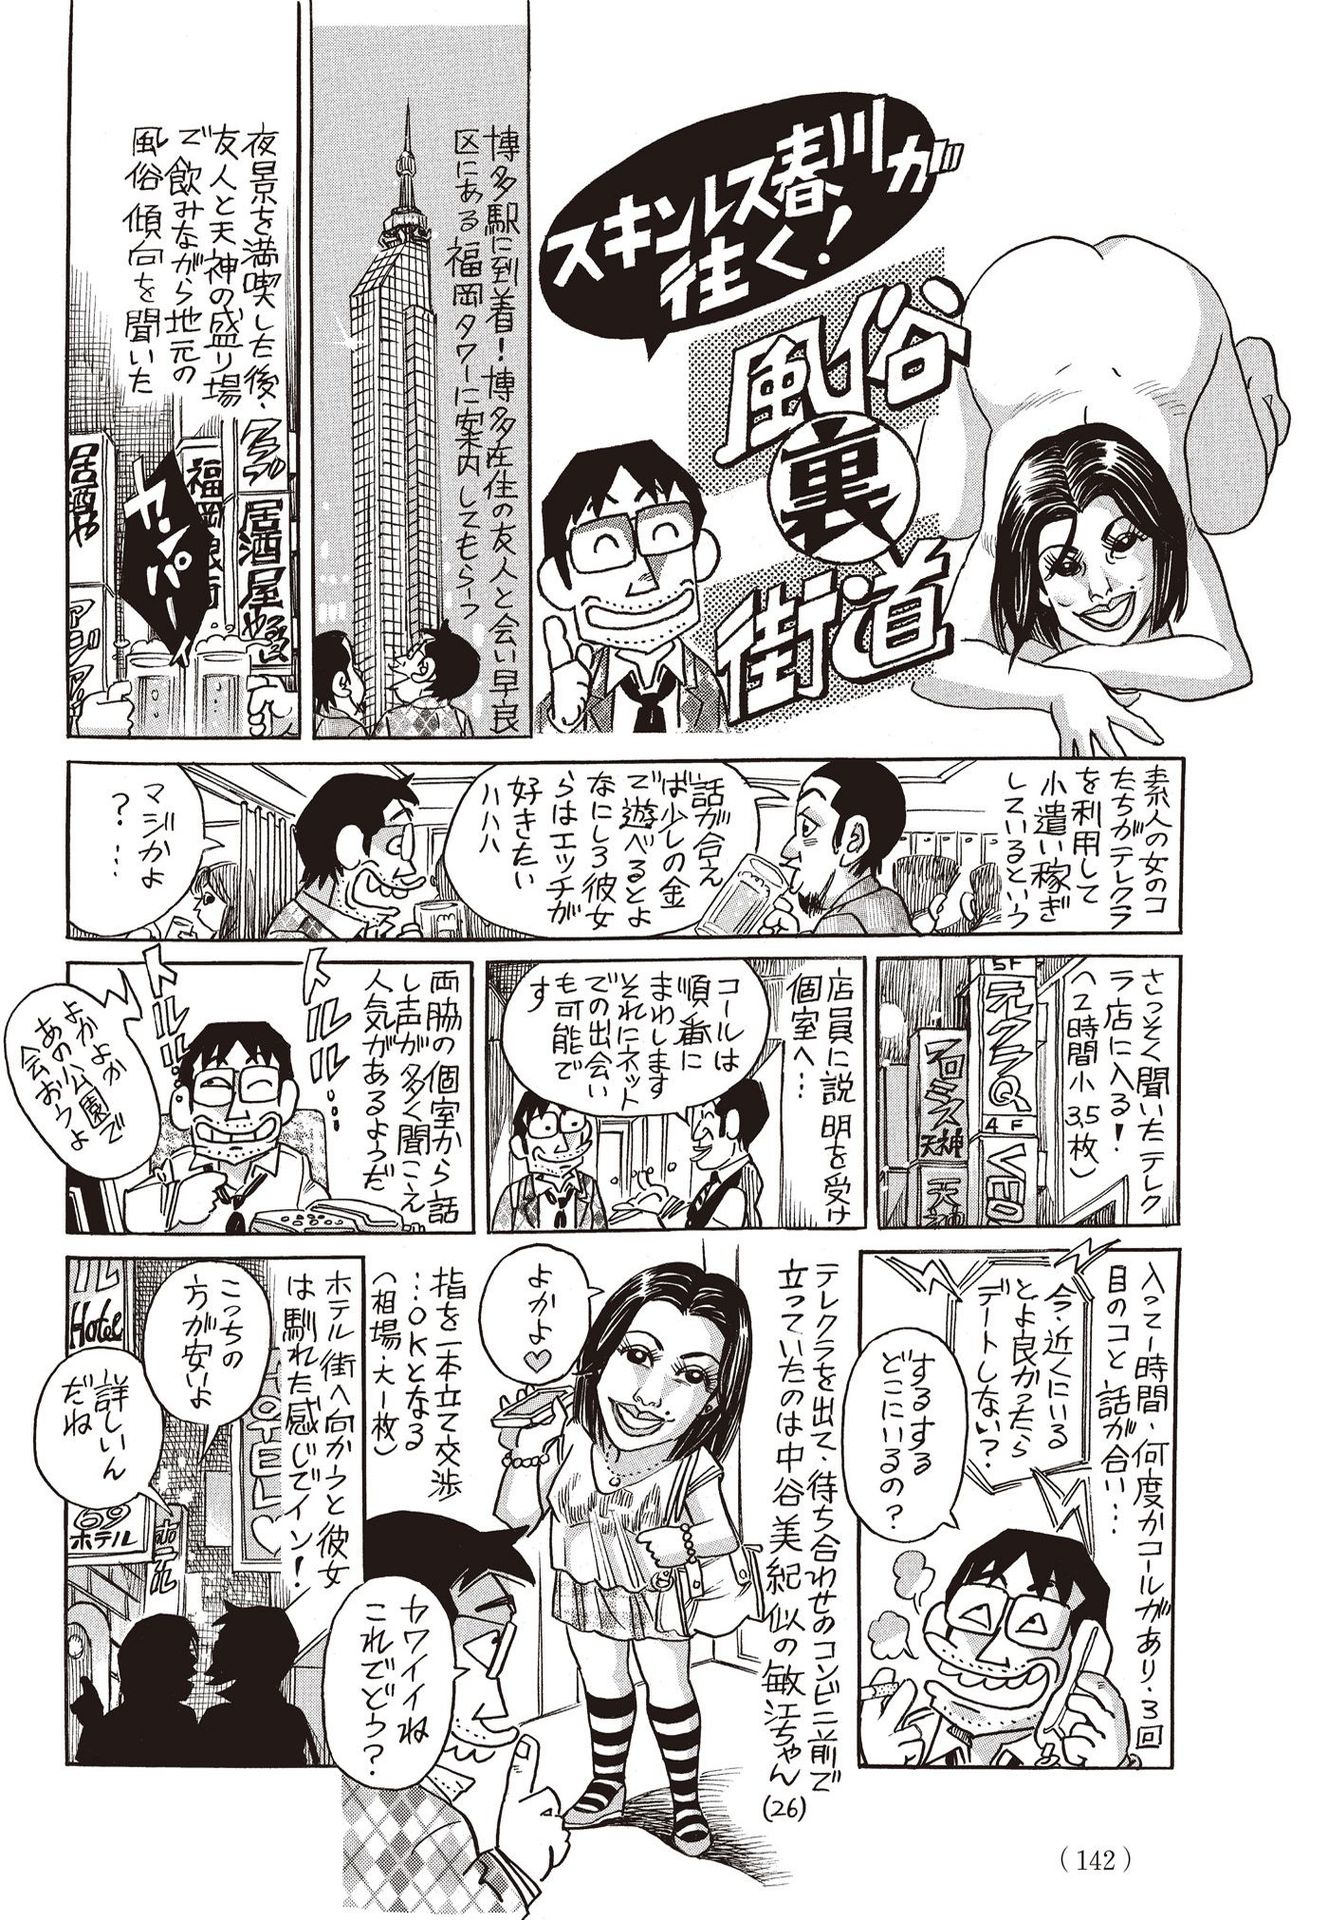 スキンレス春川が
往く!
風俗
裏
街道
博多駅に到着!博多在住の友人と会い早良
区にある福岡タワーに案内してもらう
夜景を満喫した後、
友人と天神の盛り場
で飲みながら地元の
風俗傾向を聞いた
居酒屋
福岡
居酒や
カンパーイ
素人の女のコ
たちがテレクラ
を利用して
小遣い稼ぎ
しているという
話が合え
ば少しの金
で遊べるとよ
なにしろ彼女
らはエッチが
好きたい
ハハハ
マジかよ
?…
さっそく聞いたテレク
ラ店に入る!
(2時間小3,5枚)
5F
4F
天神
店員に説明を受け
個室へ…
コールは
順番に
まわします
それにネット
での出会い
も可能で
す
両脇の個室から話
し声が多く聞こえ
人気があるようだ
トルルル
トルルル…
よかよか
あの公園で
会おうよ
入って1時間・何度かコールがあり、3回
目のコと話が合い…
今、近くにいる
とよ良かったら
デートしない?
するする
どこにいるの?
テレクラを出て、待ち合わせのコンビニ前で
立っていたのは中谷美紀似の敏江ちゃん
(26)
よかよ♡
指を一本立て交渉
…OKとなる
(相場・大1枚)
カワイイね
これでどう?
ホテル街へ向かうと彼女
は馴れた感じでイン!
こっちの
方が安いよ
詳しいん
だね
Hotel
69
ホテル
(142)